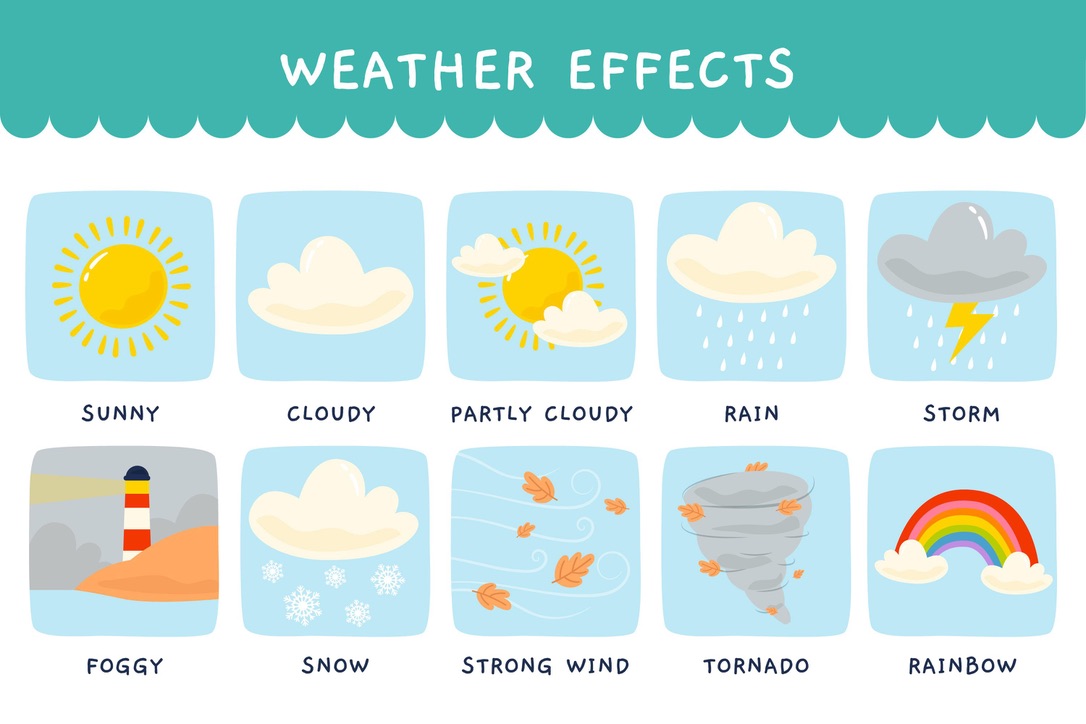 WEATHER EFFECTS
SUNNY
CLOUDY
PARTLY CLOUDY
RAIN
STORM
FOGGY
SNOW
STRONG WIND
TORNADO
RAINBOW